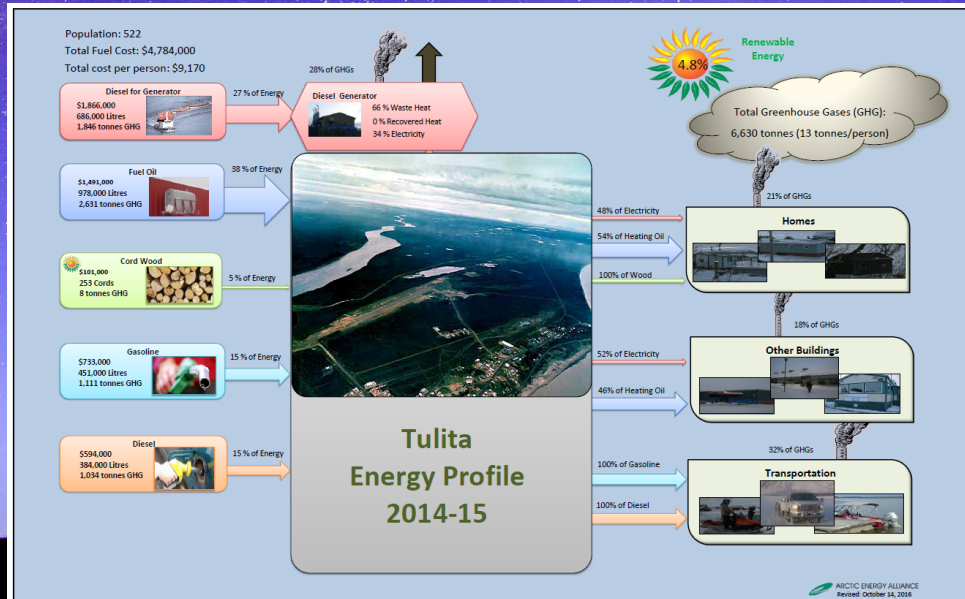 Population: 522
Total Fuel Cost: $4,784,000
Total cost per person: $9,170
Diesel for Generator
$1,866,000
686,000 Litres
1,846 tonnes GHG
27 % of Energy
28% of GHGs
Diesel Generator
66 % Waste Heat
0 % Recovered Heat
34 % Electricity
4.8%
Renewable
Energy
Total Greenhouse Gases (GHG):
6,630 tonnes (13 tonnes/person)
Fuel Oil
$1,491,000
978,000 Litres
2,631 tonnes GHG
38 % of Energy
Cord Wood
$101,000
253 Cords
8 tonnes GHG
5 % of Energy
Gasoline
$733,000
451,000 Litres
1,111 tonnes GHG
15 % of Energy
Diesel
$594,000
384,000 Litres
1,034 tonnes GHG
15 % of Energy
Tulita
Energy Profile
2014-15
48% of Electricity
54% of Heating Oil
100% of Wood
21% of GHGs
Homes
52% of Electricity
46% of Heating Oil
18% of GHGs
Other Buildings
100% of Gasoline
100% of Diesel
32% of GHGs
Transportation
ARCTIC ENERGY ALLIANCE
Revised: October 14, 2016